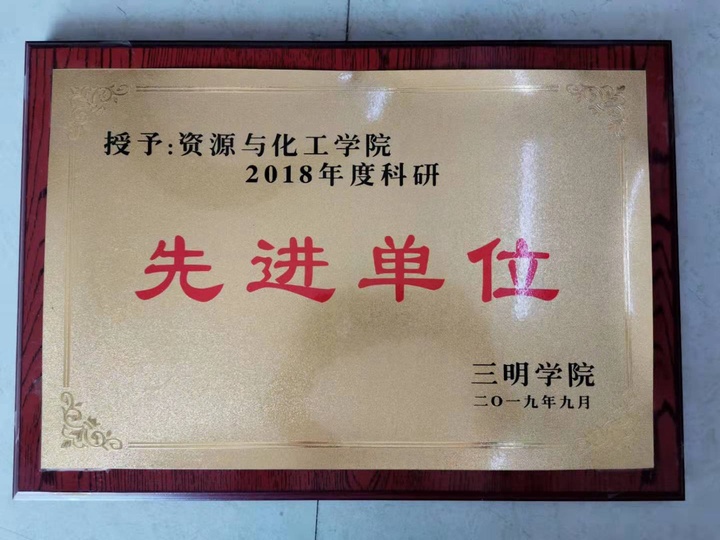 授予:资源与化工学院
2018年度科研
先进单位
三明学院
二O一九年九月